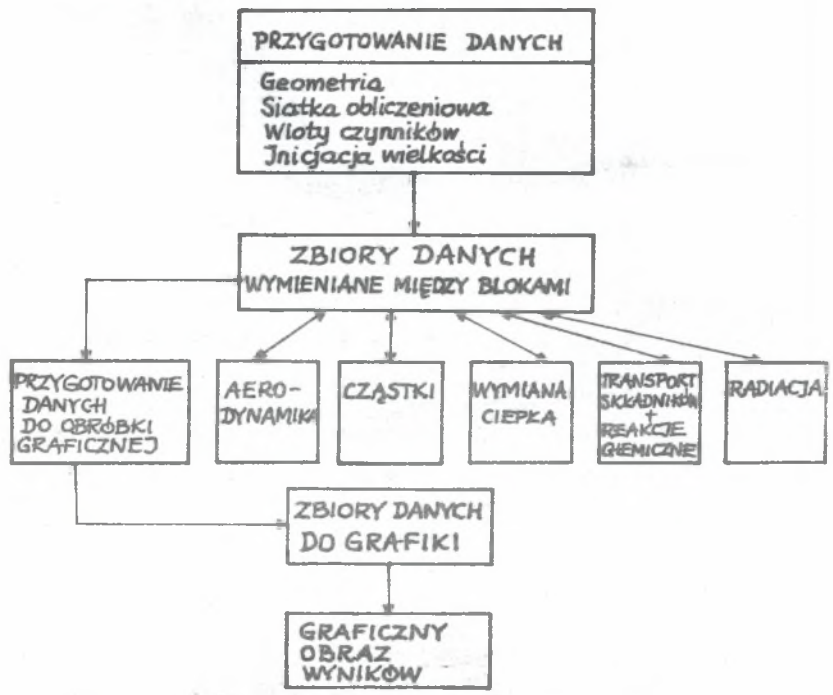 PRZYGOTOWANIE DANYCH
Geometria
Siatka obliczeniowa
Wloty czynników
Inicjacja wielkości
ZBIORY DANYCH
WYMIENIANE MIĘDZY BLOKAMI
PRZYGOTOWANIE
DANYCH
DO OBRÓBKI
GRAFICZNEJ
AERO-
DYNAMIKA
CZĄSTKI
WYMIANA
CIEPŁA
TRANSPORT
SKŁADNIKÓW
+
REAKCJE
CHEMICZNE
RADIACJA
ZBIORY DANYCH
DO GRAFIKI
GRAFICZNY
OBRAZ
WYNIKÓW